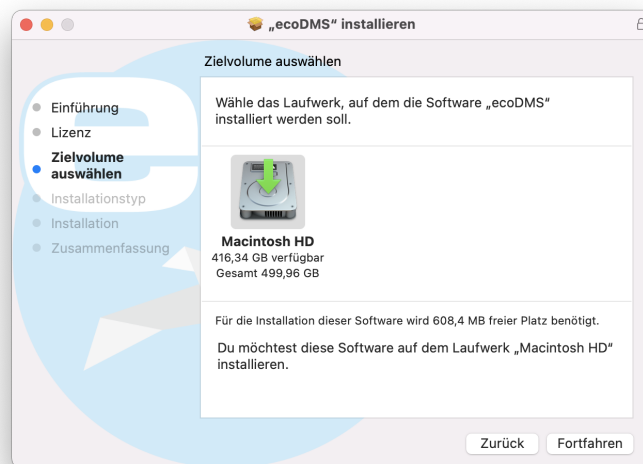 „ecoDMS“ installieren
Zielvolume auswählen
Einführung
Lizenz
Zielvolume
auswählen
Installationstyp
Installation
Zusammenfassung
Wähle das Laufwerk, auf dem die Software „ecoDMS“
installiert werden soll.
Macintosh HD
416,34 GB verfügbar
Gesamt 499,96 GB
Für die Installation dieser Software wird 608,4 MB freier Platz benötigt.
Du möchtest diese Software auf dem Laufwerk „Macintosh HD“
installieren.
Zurück
Fortfahren